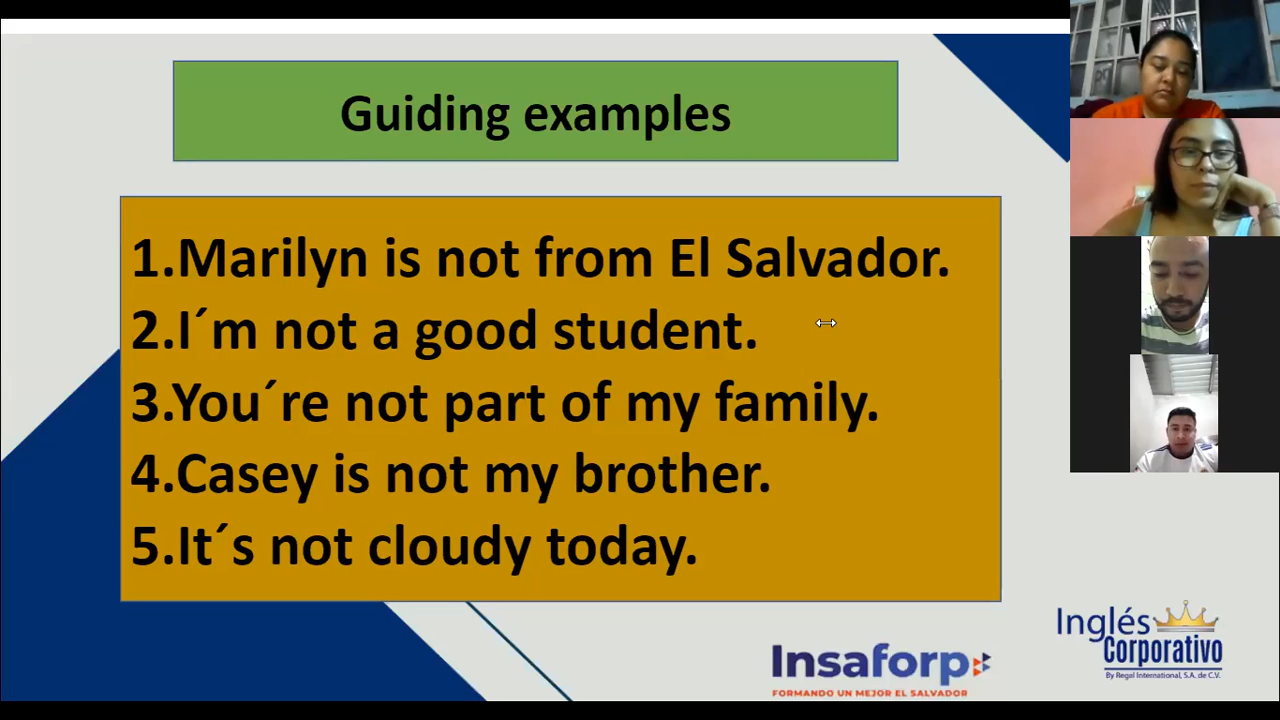 Guiding examples
1.Marilyn is not from El Salvador.
2.I´m not a good student.
3.You´re not part of my family.
4.Casey is not my brother.
5.It´s not cloudy today.
Insaforp
FORMANDO UN MEJOR EL SALVADOR
Inglés
Corporativo
By Regal International, S.A. de C.V.